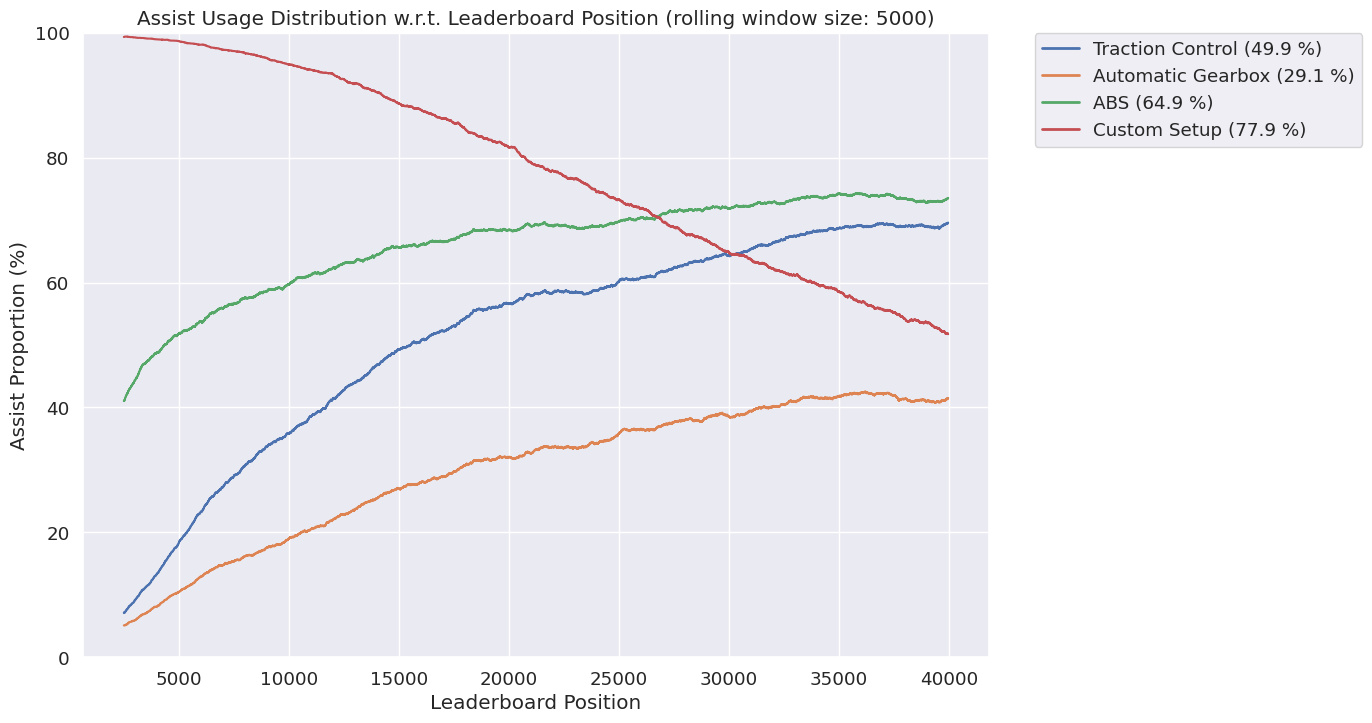 Assist Usage Distribution w.r.t. Leaderboard Position (rolling window size: 5000)
Traction Control (49.9 %)
Automatic Gearbox (29.1 %)
ABS (64.9 %)
Custom Setup (77.9 %)
Assist Proportion (%)
100
80
60
40
20
0
5000 10000 15000 20000 25000 30000 35000 40000
Leaderboard Position